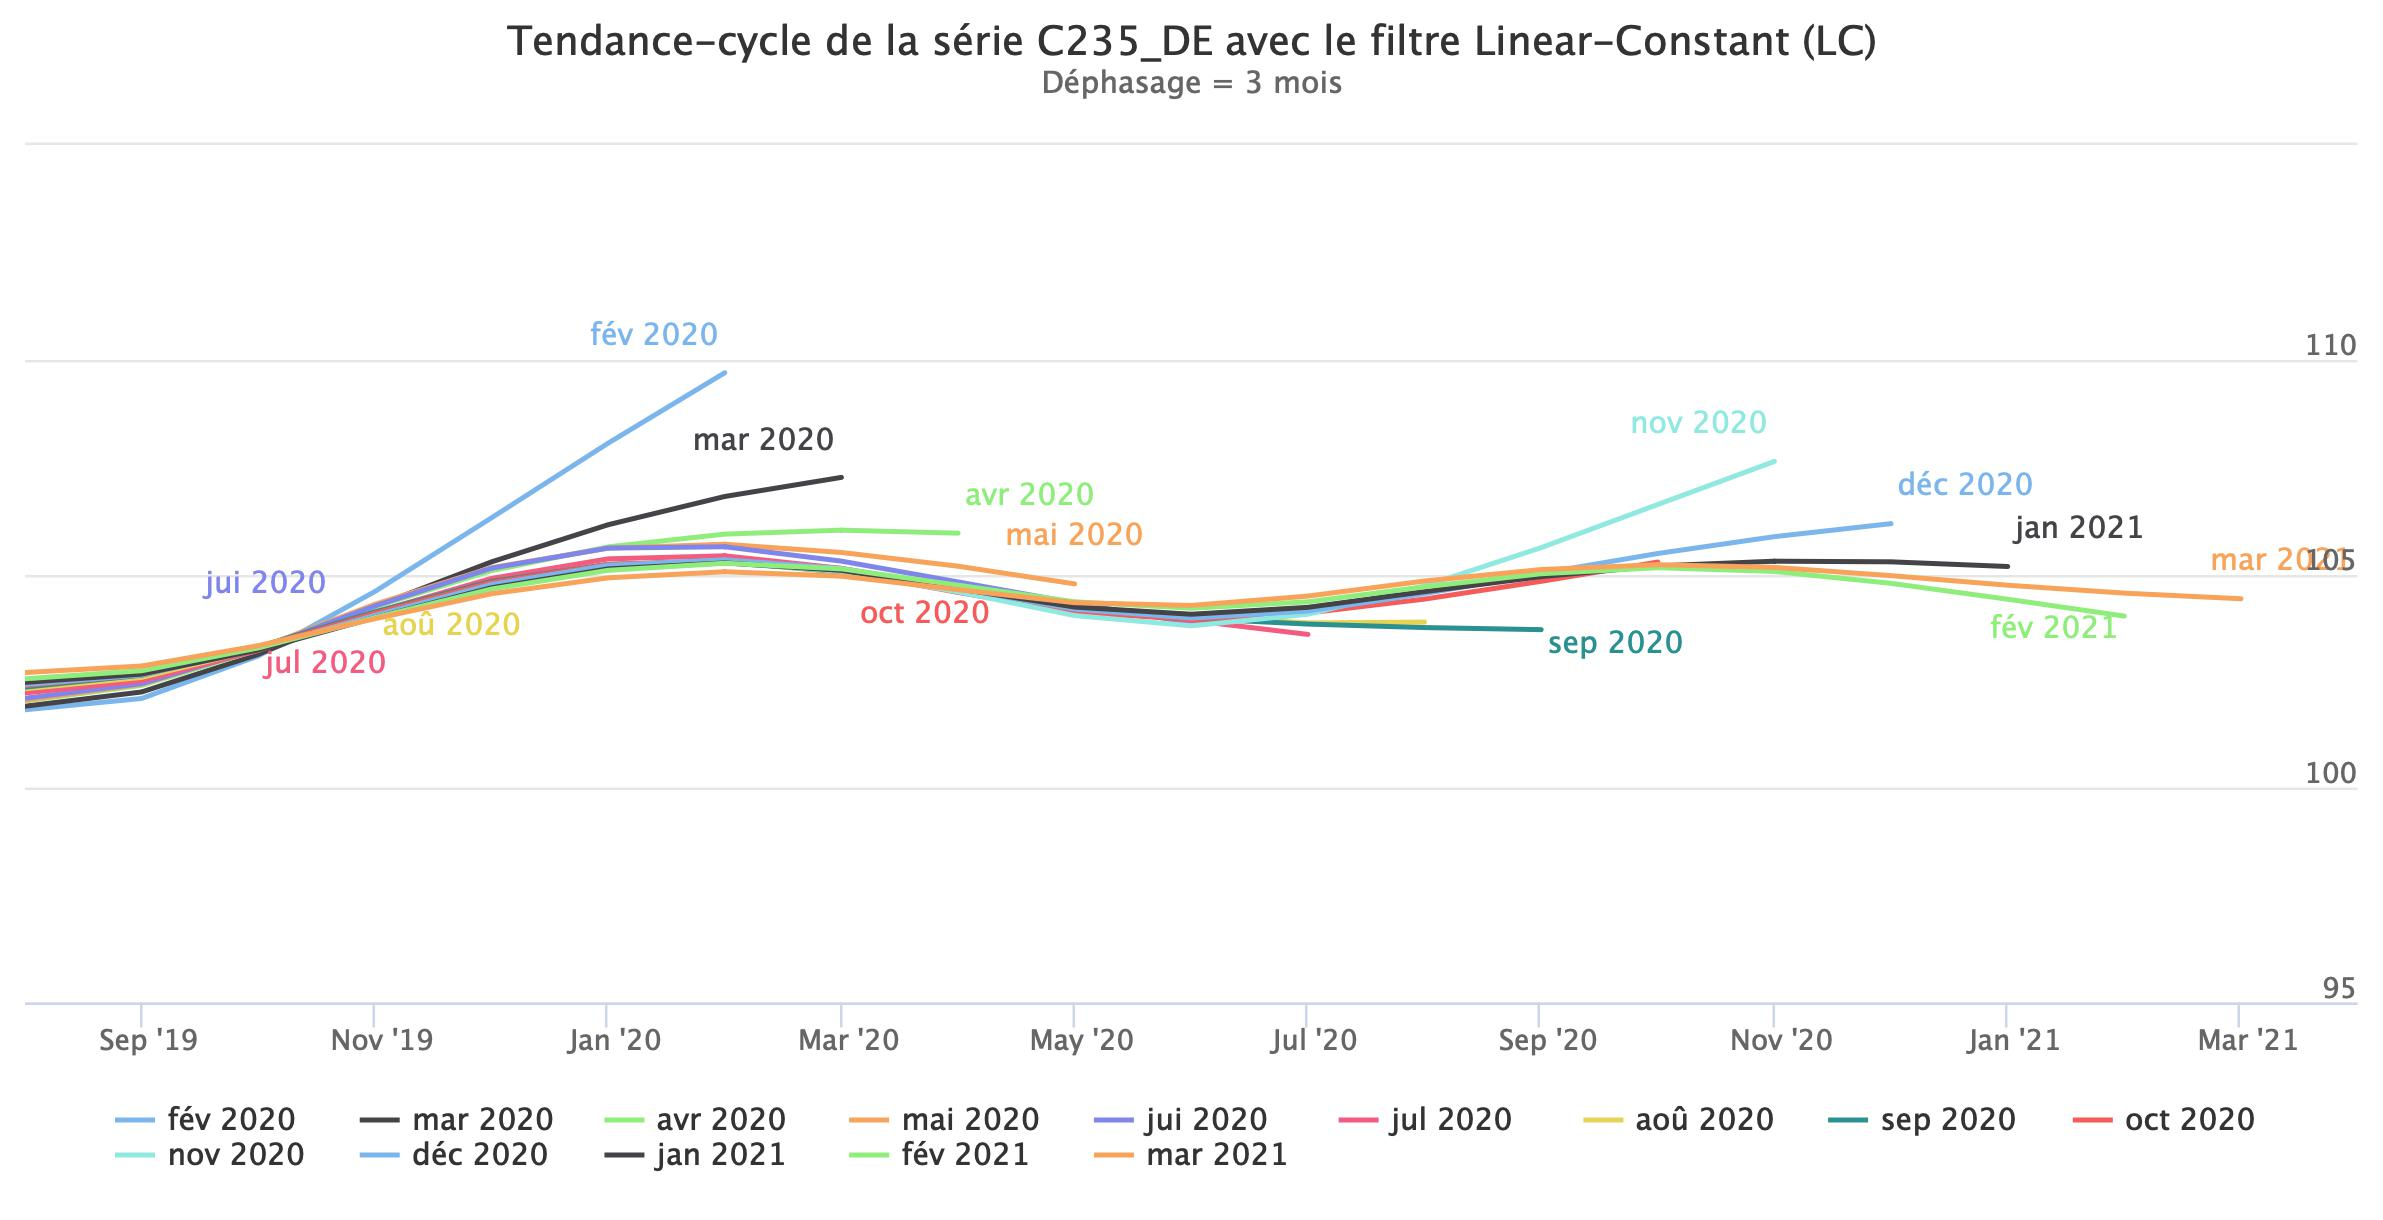 Tendance-cycle de la série C235_DE avec le filtre Linear-Constant (LC)
Déphasage = 3 mois
fév 2020
110
nov 2020
mar 2020
déc 2020
avr 2020
jan 2021
mai 2020
mar 2021
105
jui 2020
oct 2020
aoû 2020
fév 2021
sep 2020
jul 2020
100
95
Sep '19 Nov '19 Jan '20 Mar '20 May '20 Jul '20 Sep '20 Nov '20 Jan '21 Mar '21
fév 2020 mar 2020 avr 2020 mai 2020 jui 2020 jul 2020 aoû 2020 sep 2020 oct 2020
nov 2020 déc 2020 jan 2021 fév 2021 mar 2021